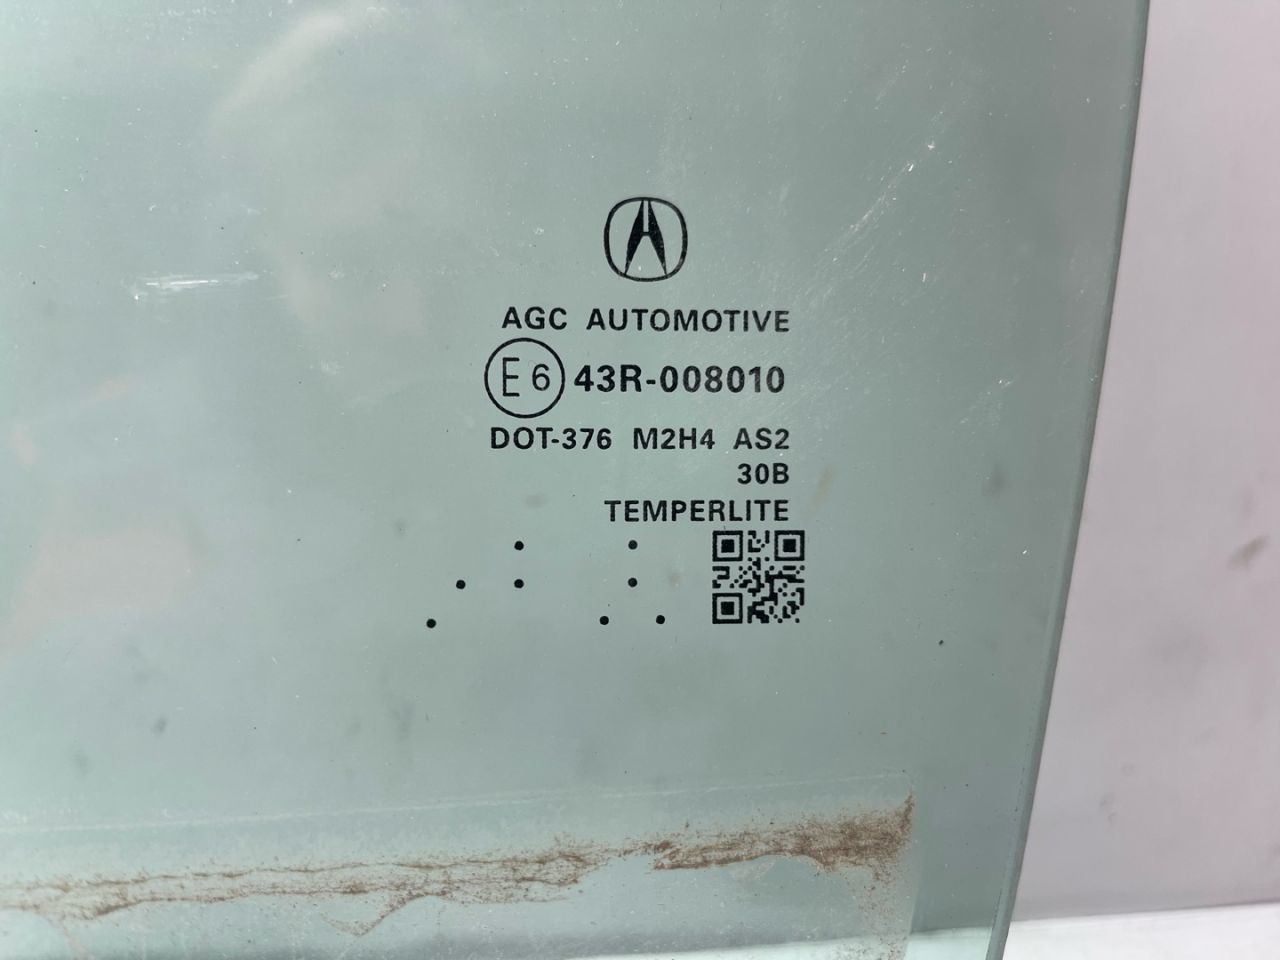 AGC AUTOMOTIVE
E6 43R-008010
DOT-376 M2H4 AS2
30B
TEMPERLITE